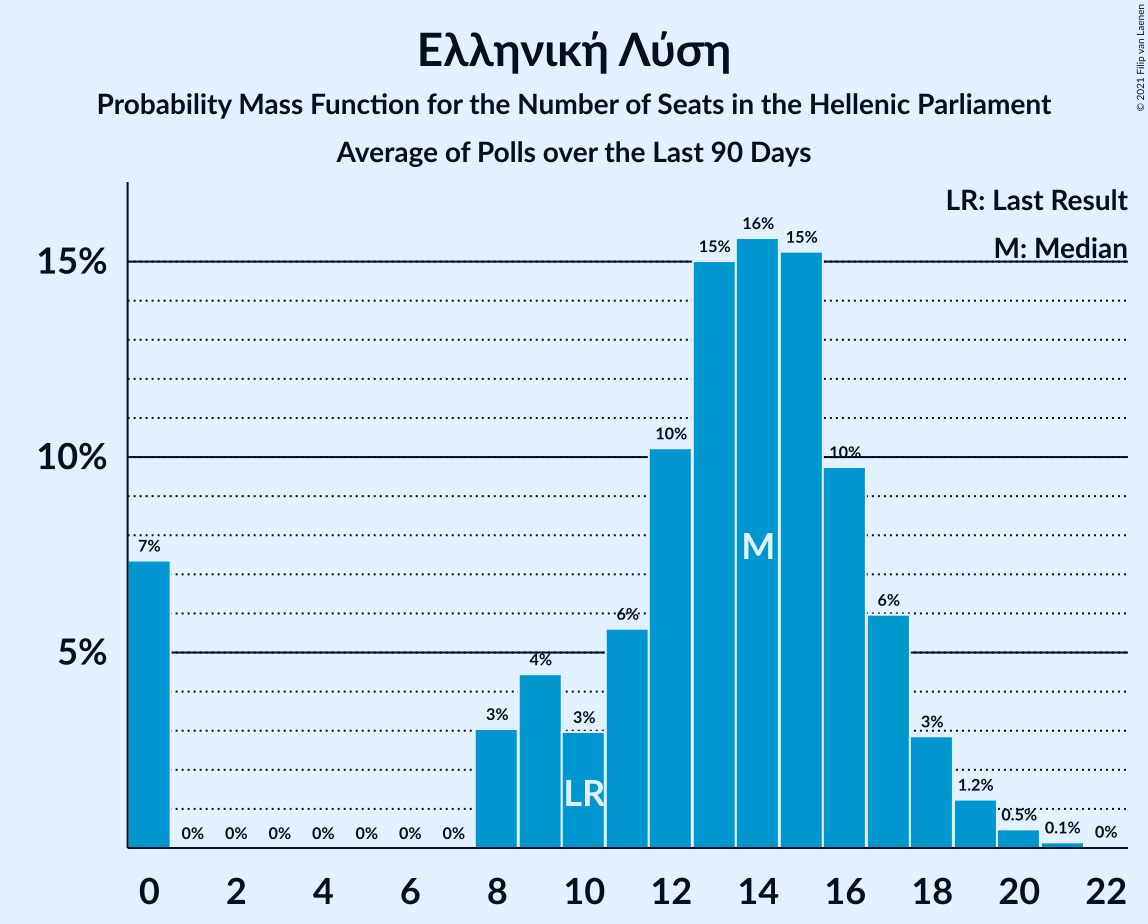 Ελληνική Λύση
Probability Mass Function for the Number of Seats in the Hellenic Parliament
Average of Polls over the Last 90 Days
© 2021 Filip van Laenen
LR: Last Result
M: Median
15%
10%
5%
7%
0%
0%
0%
0%
0%
0%
0%
3%
4%
3%
6%
10%
15%
16%
15%
10%
6%
3%
1.2%
0.5%
0.1%
0%
M
LR
0 2 4 6 8 10 12 14 16 18 20 22